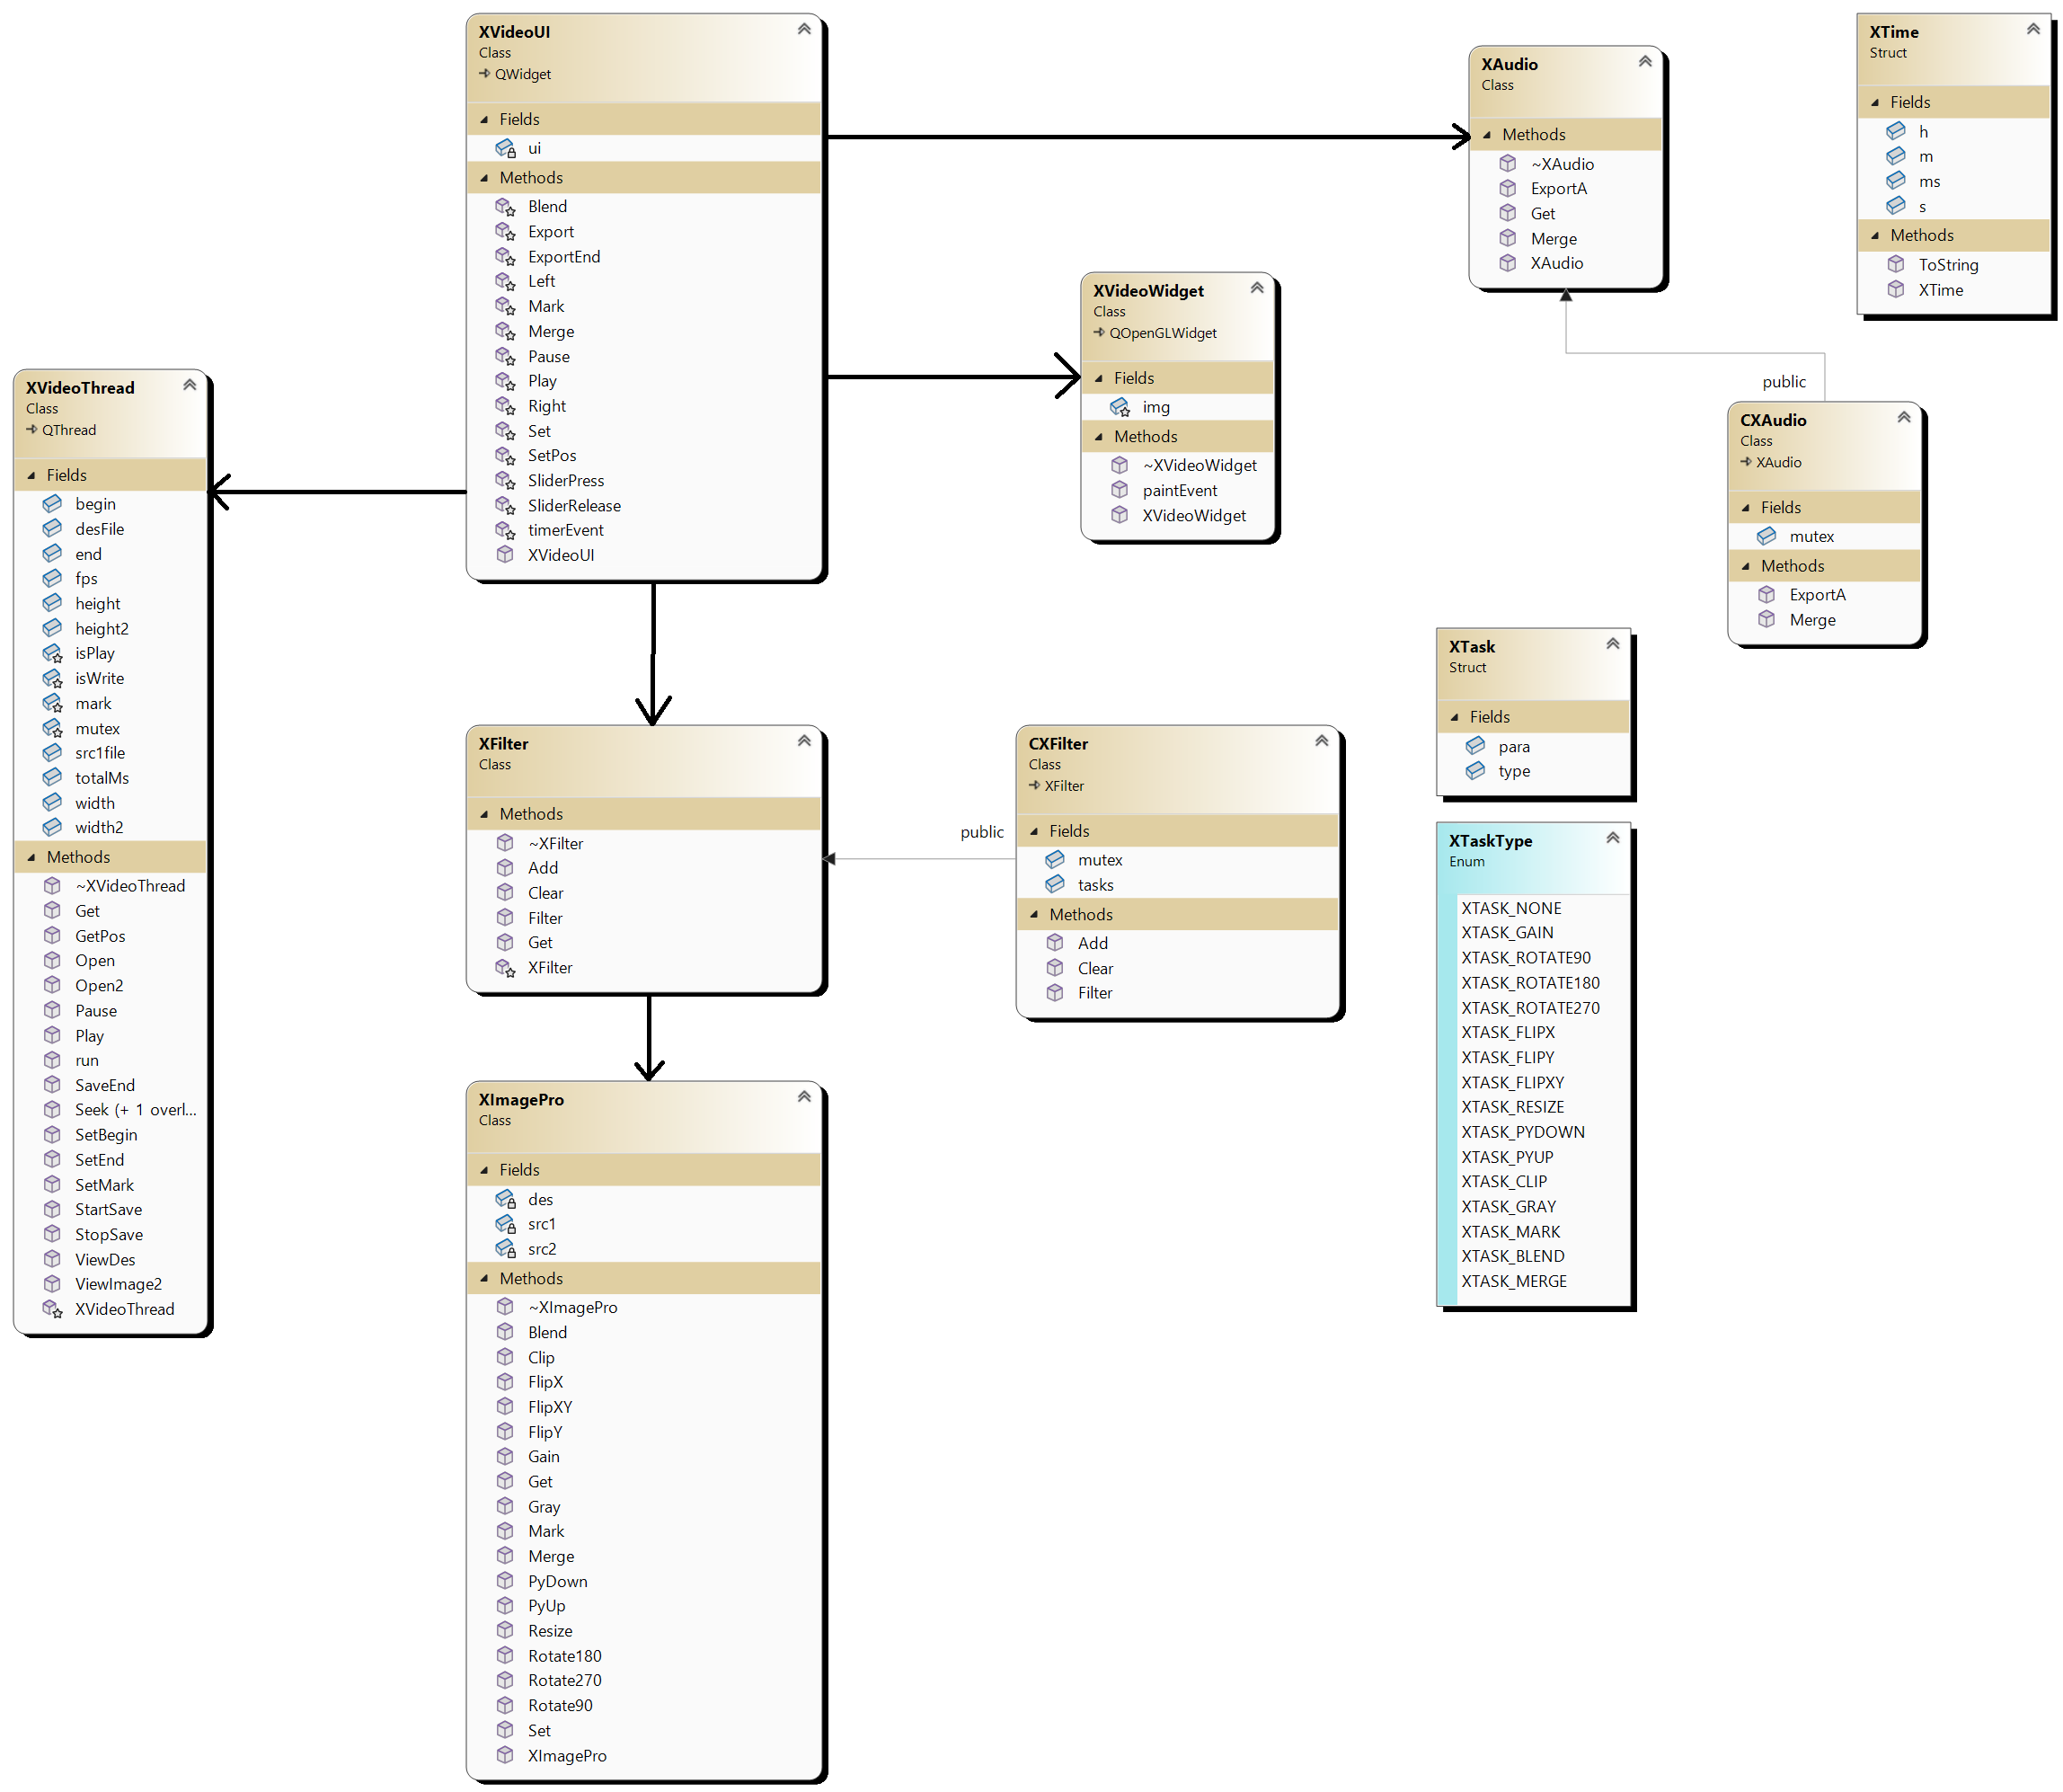 XVideoUI
Class
QWidget
Fields
ui
Methods
Blend
Export
ExportEnd
Left
Mark
Merge
Pause
Play
Right
Set
SetPos
SliderPress
SliderRelease
timerEvent
XVideoUI
XAudio
Class
Methods
~XAudio
ExportA
Get
Merge
XAudio
XTime
Struct
Fields
h
m
ms
s
Methods
ToString
XTime
XVideoWidget
Class
QOpenGLWidget
Fields
img
Methods
~XVideoWidget
paintEvent
XVideoWidget
public
CXAudio
Class
XAudio
Fields
mutex
Methods
ExportA
Merge
XVideoThread
Class
QThread
Fields
begin
desFile
end
fps
height
height2
isPlay
isWrite
mark
mutex
src1file
totalMs
width
width2
Methods
~XVideoThread
Get
GetPos
Open
Open2
Pause
Play
run
SaveEnd
Seek (+ 1 overl...
SetBegin
SetEnd
SetMark
StartSave
StopSave
ViewDes
ViewImage2
XVideoThread
XFilter
Class
Methods
~XFilter
Add
Clear
Filter
Get
XFilter
public
CXFilter
Class
XFilter
Fields
mutex
tasks
Methods
Add
Clear
Filter
XTask
Struct
Fields
para
type
XTaskType
Enum
XTASK_NONE
XTASK_GAIN
XTASK_ROTATE90
XTASK_ROTATE180
XTASK_ROTATE270
XTASK_FLIPX
XTASK_FLIPY
XTASK_FLIPXY
XTASK_RESIZE
XTASK_PYDOWN
XTASK_PYUP
XTASK_CLIP
XTASK_GRAY
XTASK_MARK
XTASK_BLEND
XTASK_MERGE
XImagePro
Class
Fields
des
src1
src2
Methods
~XImagePro
Blend
Clip
FlipX
FlipXY
FlipY
Gain
Get
Gray
Mark
Merge
PyDown
PyUp
Resize
Rotate180
Rotate270
Rotate90
Set
XImagePro